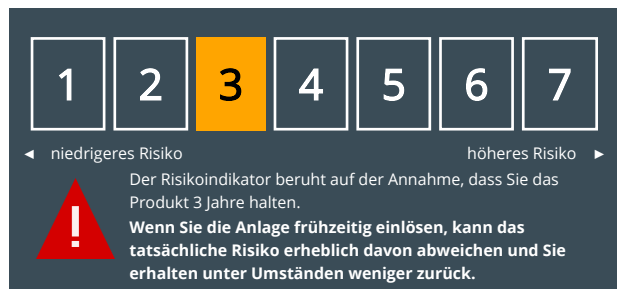 1 2 3 4 5 6 7
◄ niedrigeres Risiko höheres Risiko ►
Der Risikoindikator beruht auf der Annahme, dass Sie das
Produkt 3 Jahre halten.
Wenn Sie die Anlage frühzeitig einlösen, kann das
tatsächliche Risiko erheblich davon abweichen und Sie
erhalten unter Umständen weniger zurück.
!